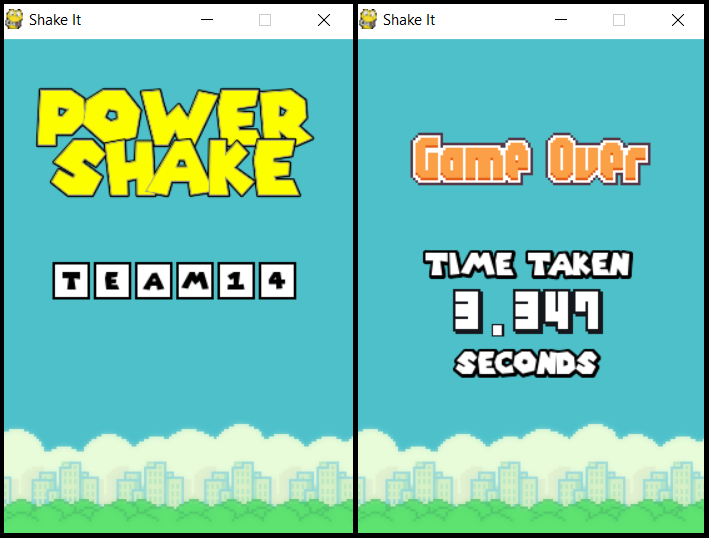 Shake It
POWER
SHAKE
TEAM14
Shake It
Game Over
TIME TAKEN
3.347
SECONDS